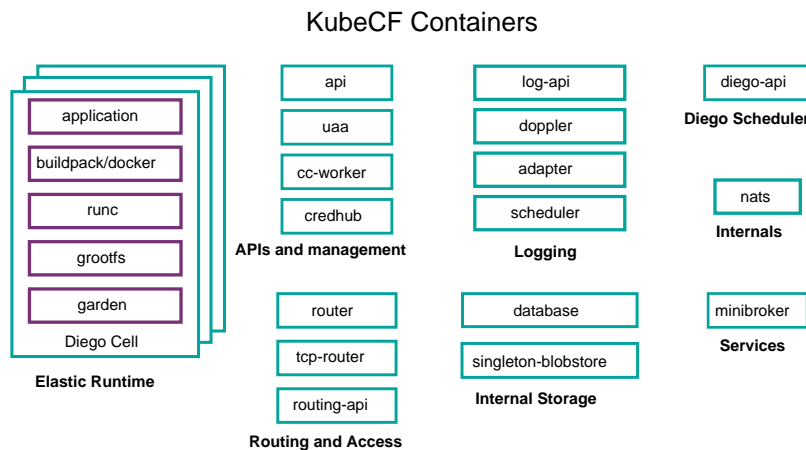 KubeCF Containers
application
buildpack/docker
runc
grootfs
garden
Diego Cell
Elastic Runtime
api
uaa
cc-worker
credhub
APIs and management
log-api
doppler
adapter
scheduler
Logging
diego-api
Diego Scheduler
nats
Internals
router
tcp-router
routing-api
Routing and Access
database
singleton-blobstore
Internal Storage
minibroker
Services